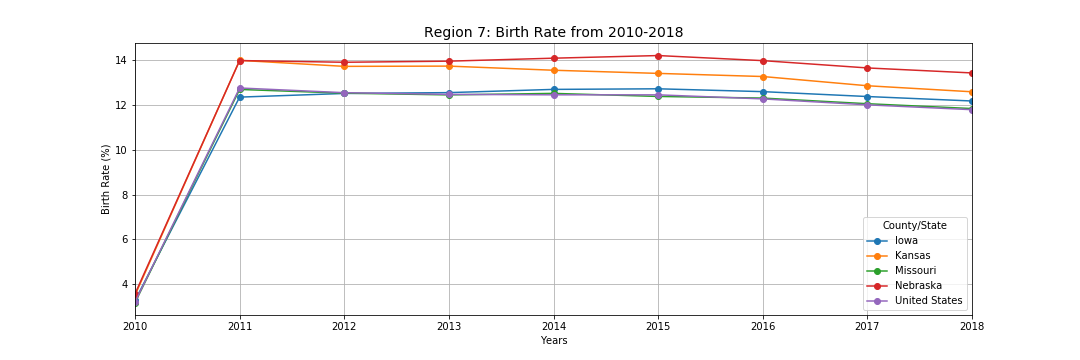 Region 7: Birth Rate from 2010-2018
14
12
10
8
6
4
Birth Rate (%)
2010 2011 2012 2013 2014 2015 2016 2017 2018
Years
County/State
Iowa
Kansas
Missouri
Nebraska
United States